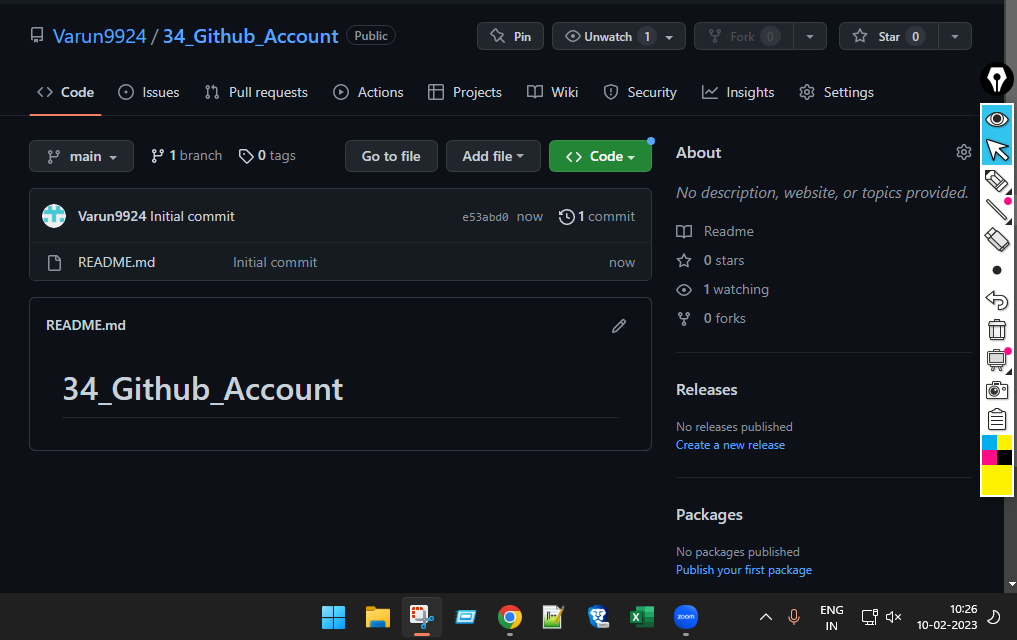 Varun9924 / 34_Github_Account Public
Pin Unwatch 1 Fork 0 Star 0
<> Code Issues Pull requests Actions Projects Wiki Security Insights Settings
main 1 branch 0 tags Go to file Add file <> Code
Varun9924 Initial commit e53abd0 now 1 commit
README.md Initial commit now
README.md
34_Github_Account
About
No description, website, or topics provided.
Readme
0 stars
1 watching
0 forks
Releases
No releases published
Create a new release
Packages
No packages published
Publish your first package
zoom
ENG
IN
10:26
10-02-2023